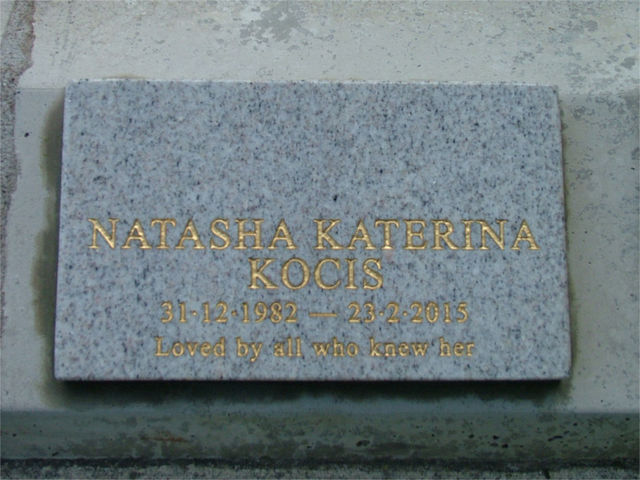 NATASHA KATERINA
KOCIS
31·12·1982 — 23·2·2015
Loved by all who knew her